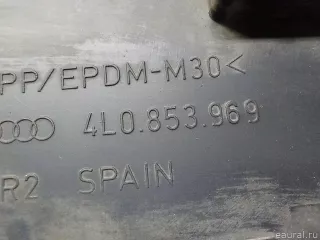 PP/EPDM-M30<
4L0.853.969
R2 SPAIN
© eaural.ru